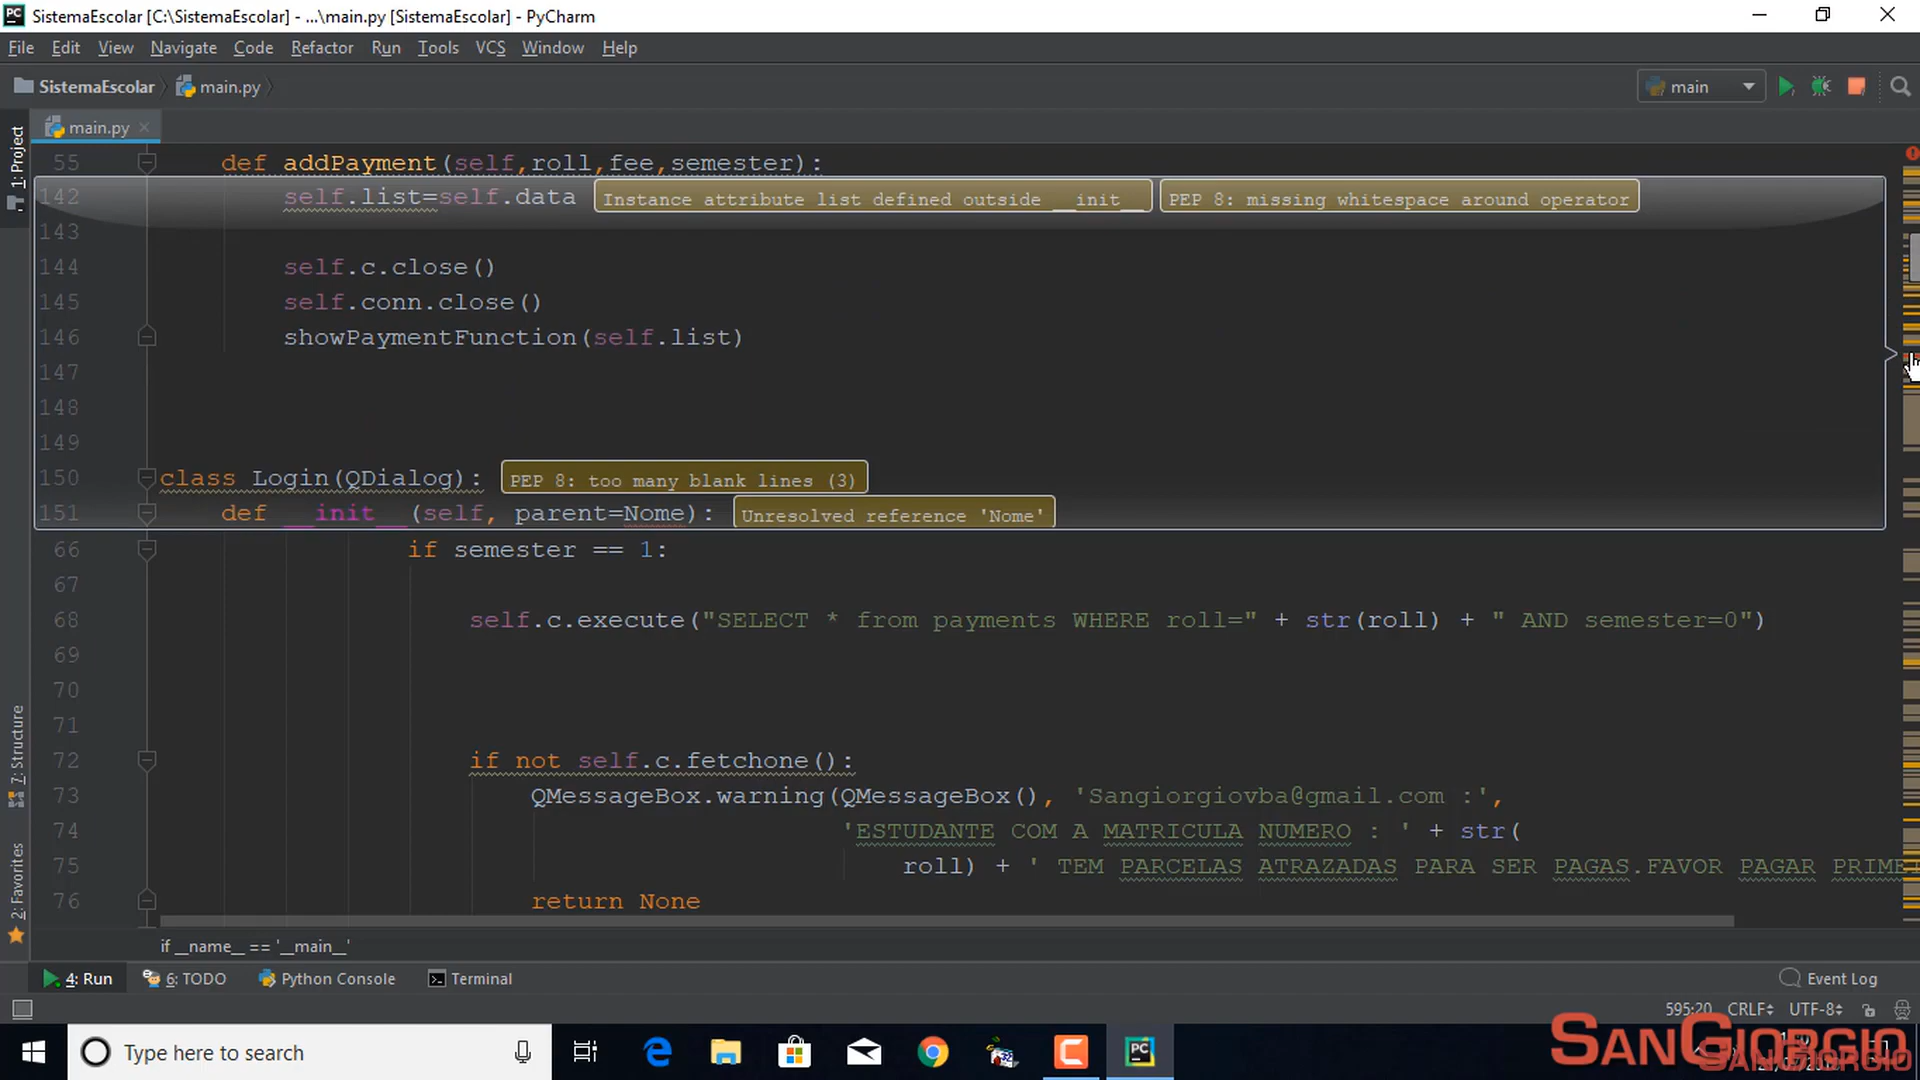 SistemaEscolar [C:\SistemaEscolar] - ...\main.py [SistemaEscolar] - PyCharm
File Edit View Navigate Code Refactor Run Tools VCS Window Help
SistemaEscolar main.py main
1: Project
main.py
55 def addPayment(self,roll,fee,semester):
142 self.list=self.data Instance attribute list defined outside __init__ PEP 8: missing whitespace around operator
143
144 self.c.close()
145 self.conn.close()
146 showPaymentFunction(self.list)
147
148
149
150 class Login(QDialog): PEP 8: too many blank lines (3)
151 def __init__(self, parent=Nome): Unresolved reference 'Nome'
66 if semester == 1:
67
68 self.c.execute("SELECT * from payments WHERE roll=" + str(roll) + " AND semester=0")
69
70
71
72 if not self.c.fetchone():
73 QMessageBox.warning(QMessageBox(), 'Sangiorgiovba@gmail.com :',
74 'ESTUDANTE COM A MATRICULA NUMERO : ' + str(
75 roll) + ' TEM PARCELAS ATRAZADAS PARA SER PAGAS.FAVOR PAGAR PRIME
76 return None
7: Structure
2: Favorites
if __name__ == '__main__'
4: Run 6: TODO Python Console Terminal Event Log
595:20 CRLF UTF-8
Type here to search
SANGIORGIO
SANGIORGIO